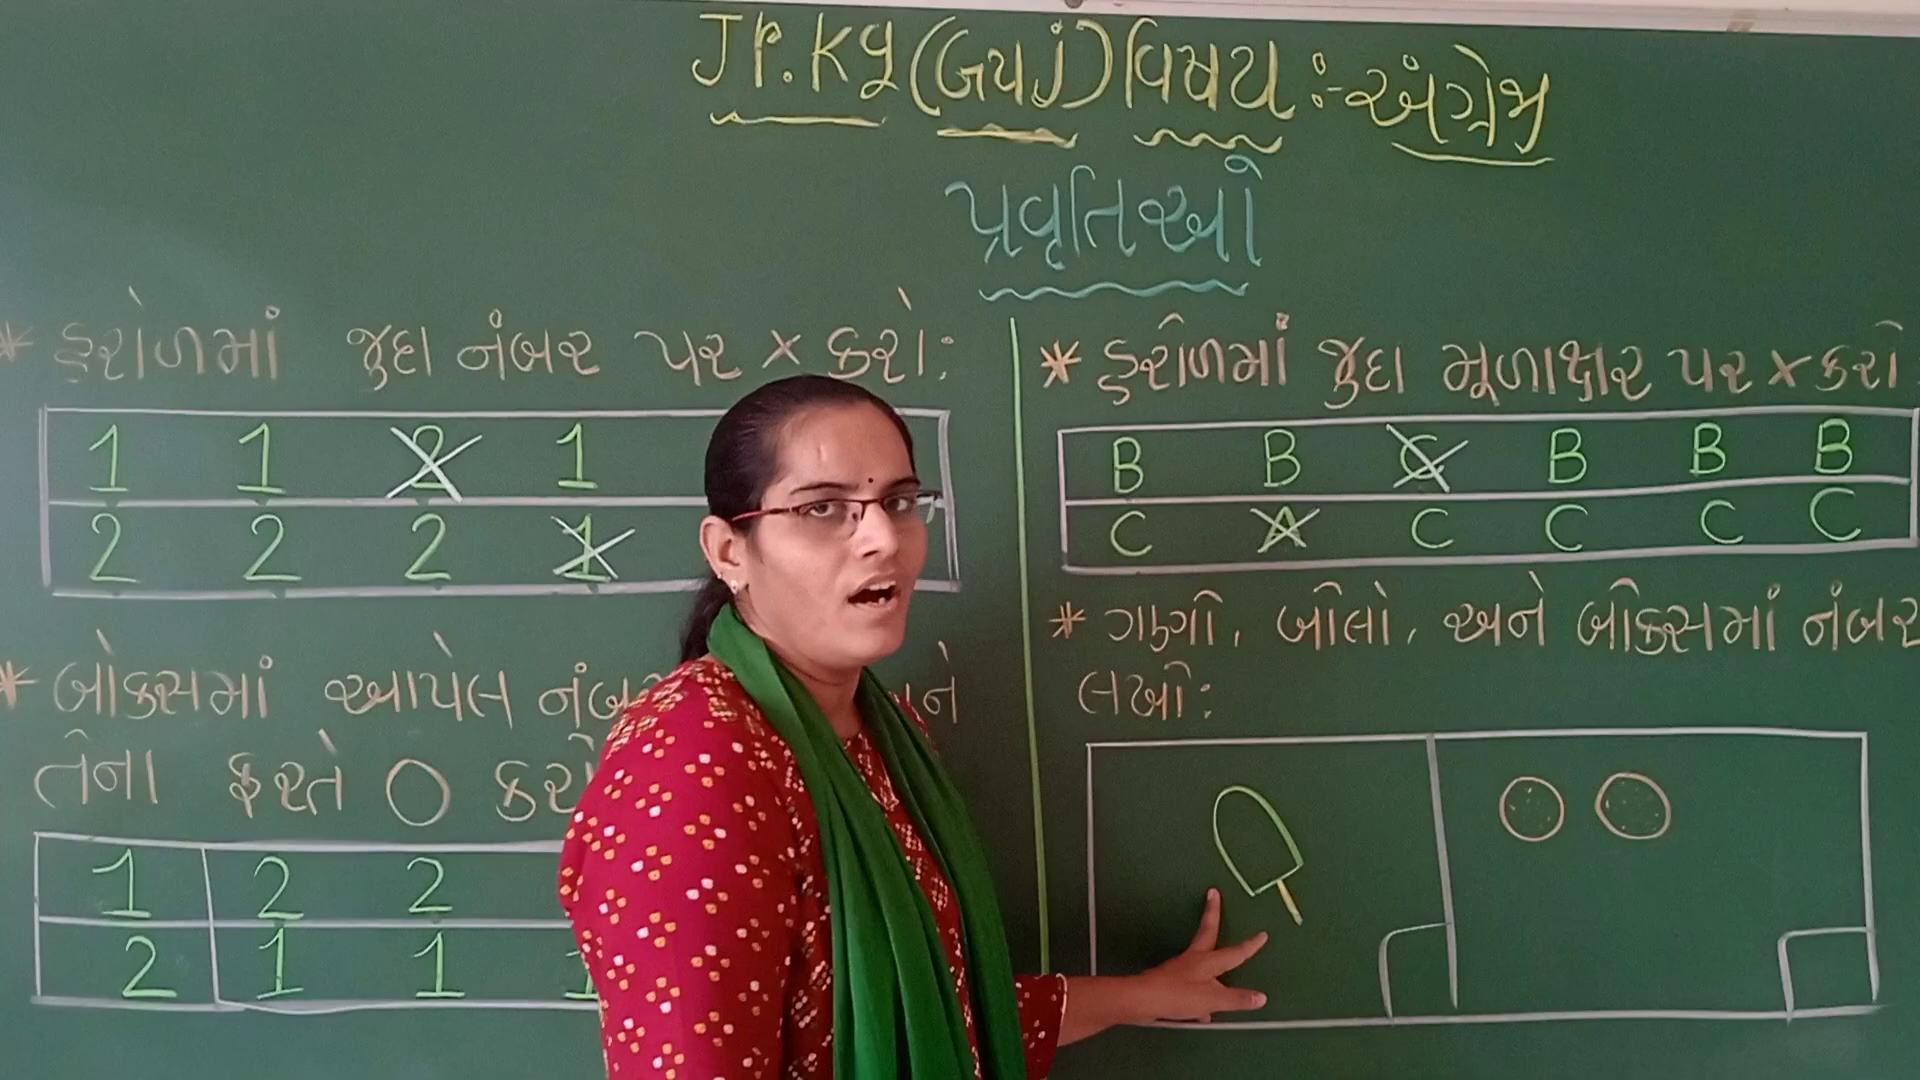 Jr. Kg (જય) વિષય :- અંગ્રેજી
પ્રવૃતિઓ
* હરોળમાં જુદા નંબર પર × કરો:
1 1 2 1
2 2 2 1
* બોક્સમાં આપેલ
તેના ફરતે ○ કરો
1 2 2
2 1 1 1
* હરોળમાં જુદા મૂળાક્ષર પર × કરો
B B C B B B
C A C C C C
* ગણો, બોલો, અને બોક્સમાં નંબર
લખો: